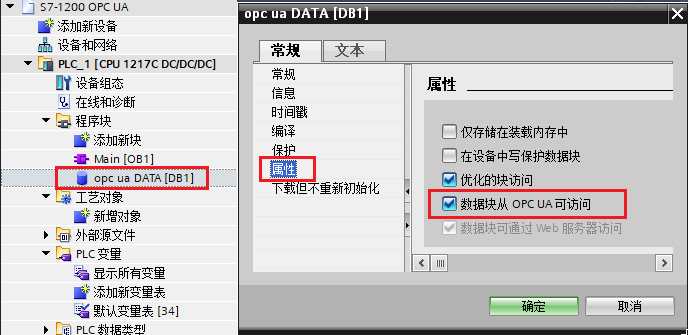 S7-1200 OPC UA
添加新设备
设备和网络
PLC_1 [CPU 1217C DC/DC/DC]
设备组态
在线和诊断
程序块
添加新块
Main [OB1]
opc ua DATA [DB1]
工艺对象
新增对象
外部源文件
PLC 变量
显示所有变量
添加新变量表
默认变量表 [34]
PLC 数据类型
opc ua DATA [DB1]
常规
文本
常规
信息
时间戳
编译
保护
属性
下载但不重新初始化
属性
仅存储在装载内存中
在设备中写保护数据块
优化的块访问
数据块从 OPC UA 可访问
数据块可通过 Web 服务器访问
确定
取消